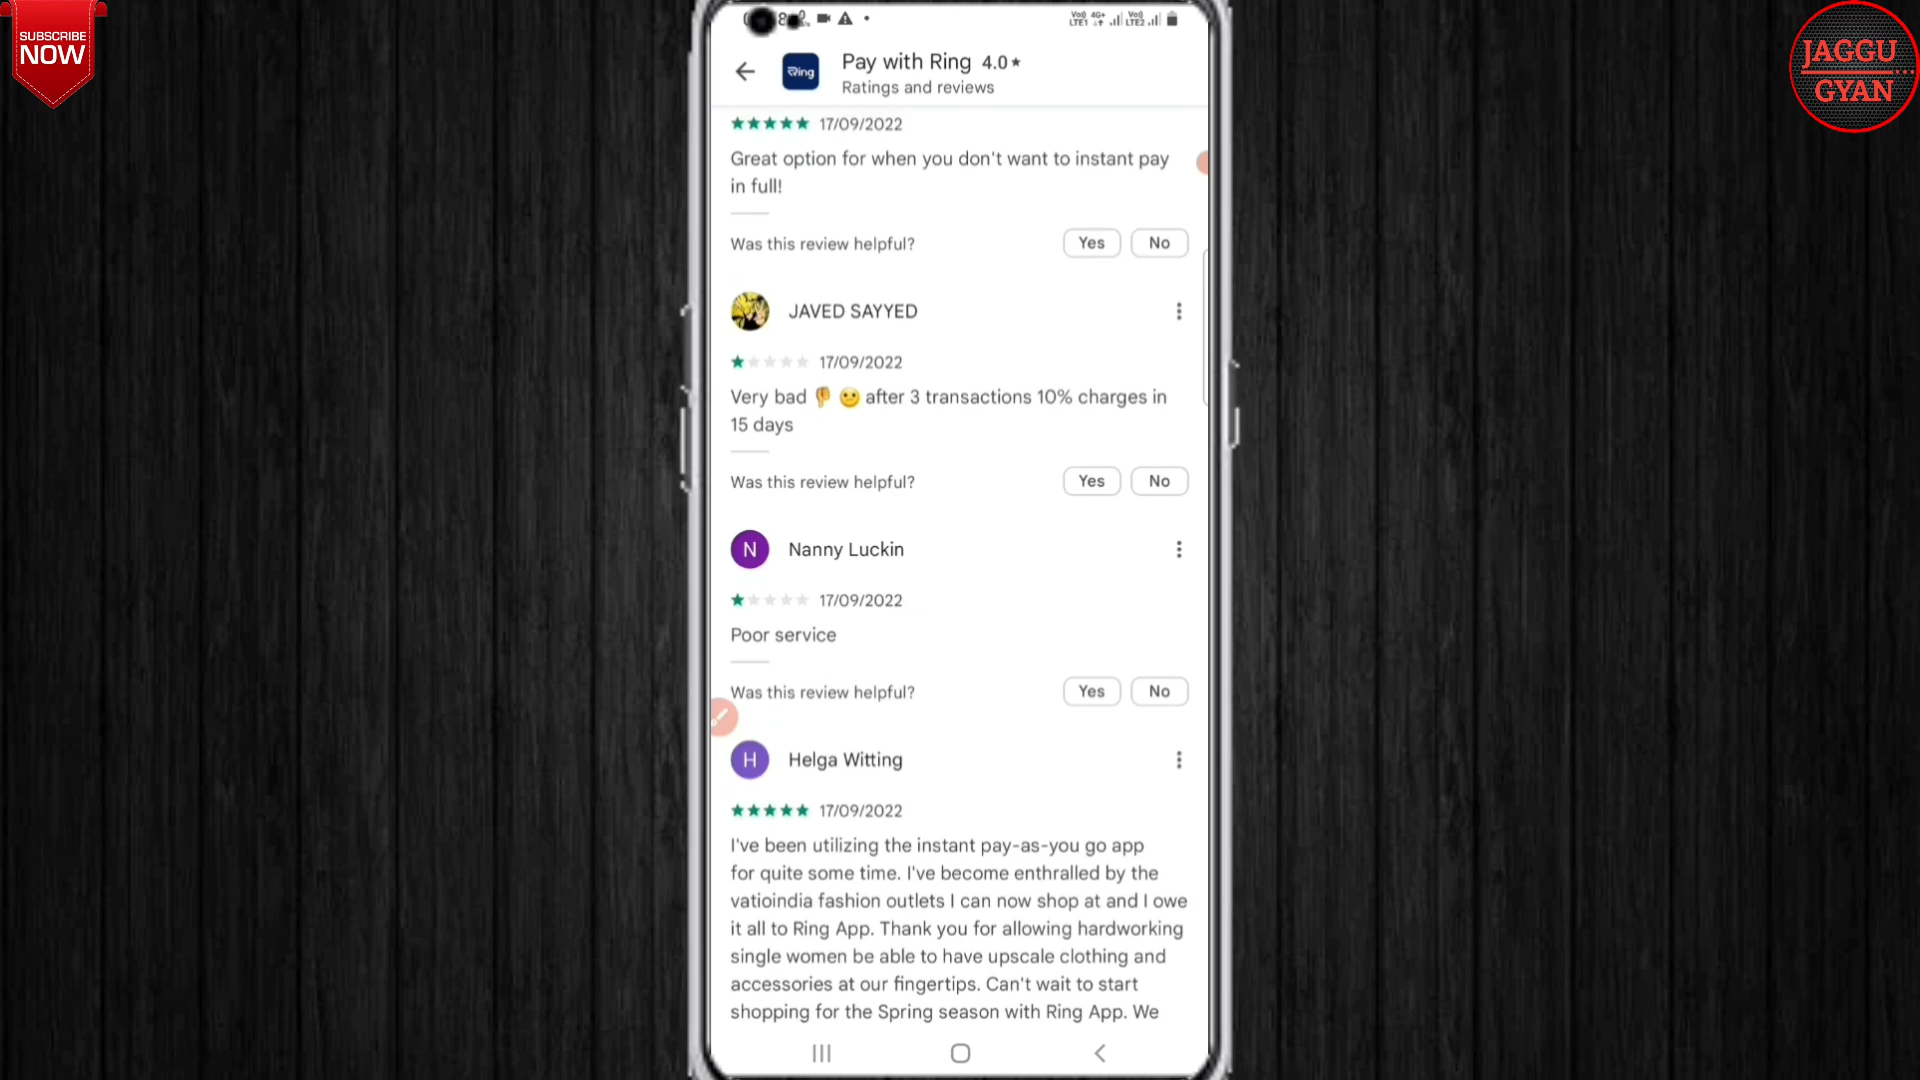 SUBSCRIBE
NOW
JAGGU
GYAN
Pay with Ring 4.0★
Ring
Ratings and reviews
17/09/2022
Great option for when you don't want to instant pay
in full!
Was this review helpful? Yes No
JAVED SAYYED
17/09/2022
Very bad 👎 😕 after 3 transactions 10% charges in
15 days
Was this review helpful? Yes No
N Nanny Luckin
17/09/2022
Poor service
Was this review helpful? Yes No
H Helga Witting
17/09/2022
I've been utilizing the instant pay-as-you go app
for quite some time. I've become enthralled by the
vatioindia fashion outlets I can now shop at and I owe
it all to Ring App. Thank you for allowing hardworking
single women be able to have upscale clothing and
accessories at our fingertips. Can't wait to start
shopping for the Spring season with Ring App. We